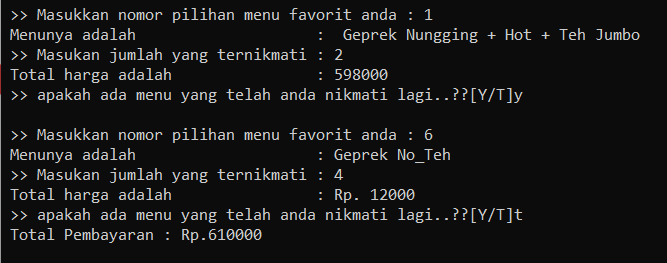 >> Masukkan nomor pilihan menu favorit anda : 1
Menunya adalah                  :  Geprek Nungging + Hot + Teh Jumbo
>> Masukan jumlah yang ternikmati : 2
Total harga adalah              : 598000
>> apakah ada menu yang telah anda nikmati lagi..??[Y/T]y
>> Masukkan nomor pilihan menu favorit anda : 6
Menunya adalah                  : Geprek No_Teh
>> Masukan jumlah yang ternikmati : 4
Total harga adalah              : Rp. 12000
>> apakah ada menu yang telah anda nikmati lagi..??[Y/T]t
Total Pembayaran : Rp.610000